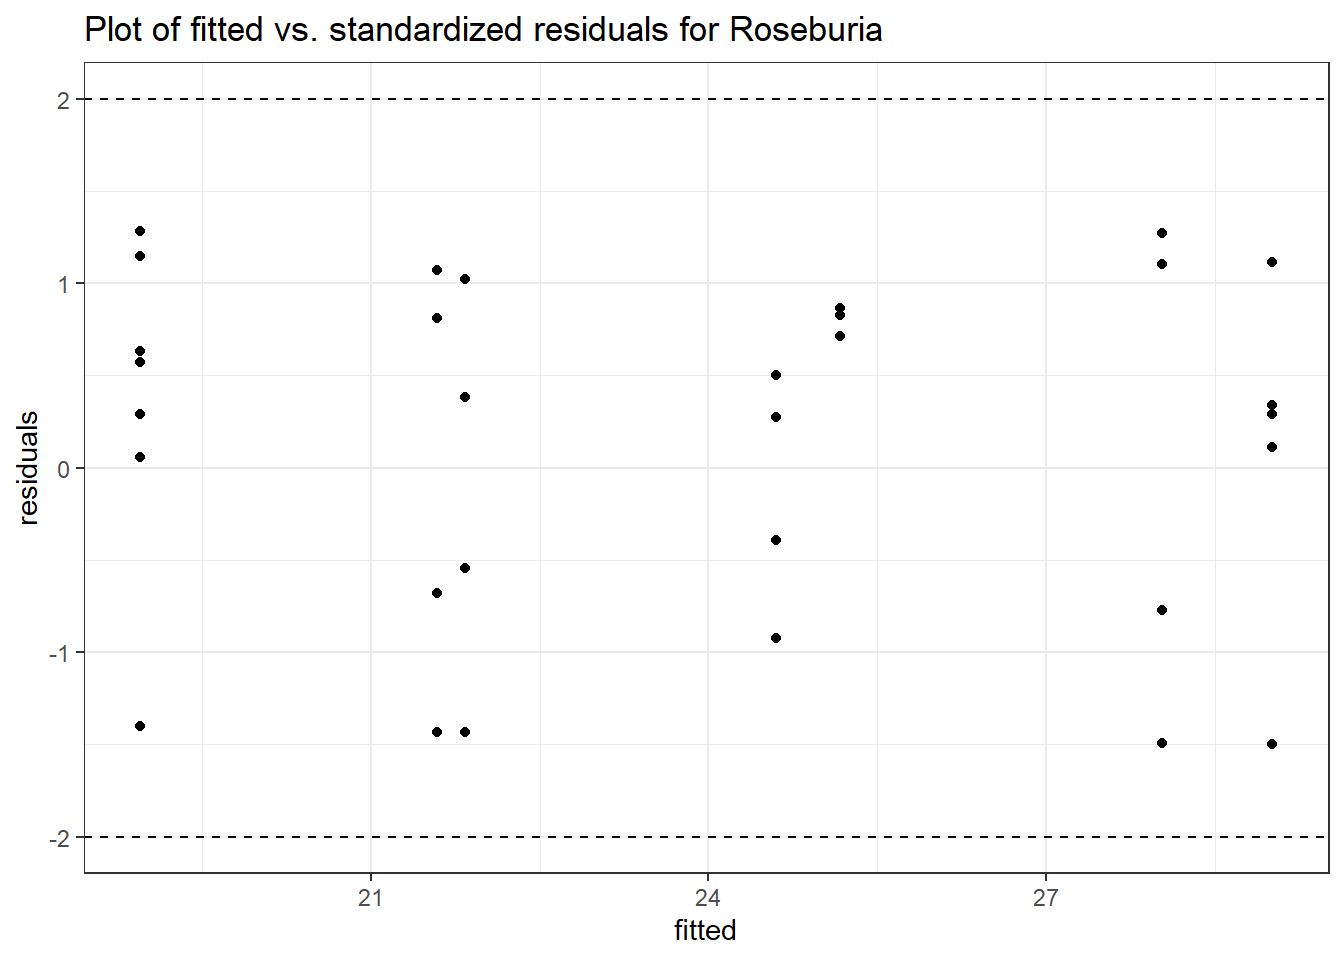 Plot of fitted vs. standardized residuals for Roseburia
2
1
0
-1
-2
residuals
21 24 27
fitted